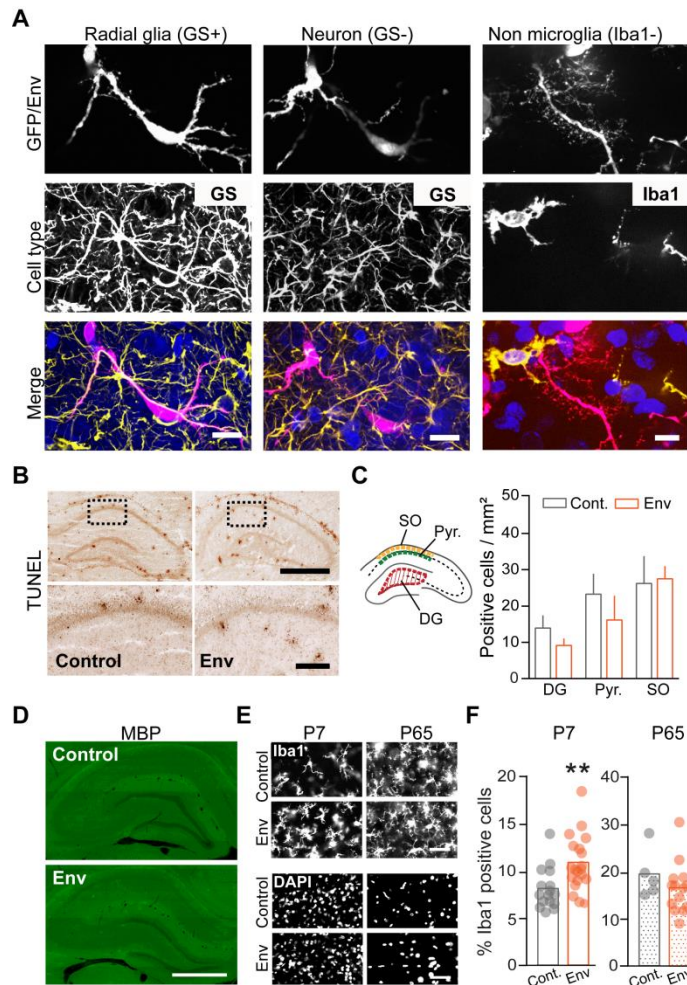 A
Radial glia (GS+) Neuron (GS-) Non microglia (Iba1-)
GFP/Env
Cell type
GS GS Iba1
Merge
B
TUNEL
Control Env
C
SO
Pyr.
DG
Positive cells / mm²
60
50
40
30
20
10
0
Cont. Env
DG Pyr. SO
D
MBP
Control
Env
E
P7 P65
Iba1
Control
Env
DAPI
Control
Env
F
P7 P65
**
% Iba1 positive cells
20
15
10
5
0
Cont. Env
40
30
20
10
0
Cont. Env